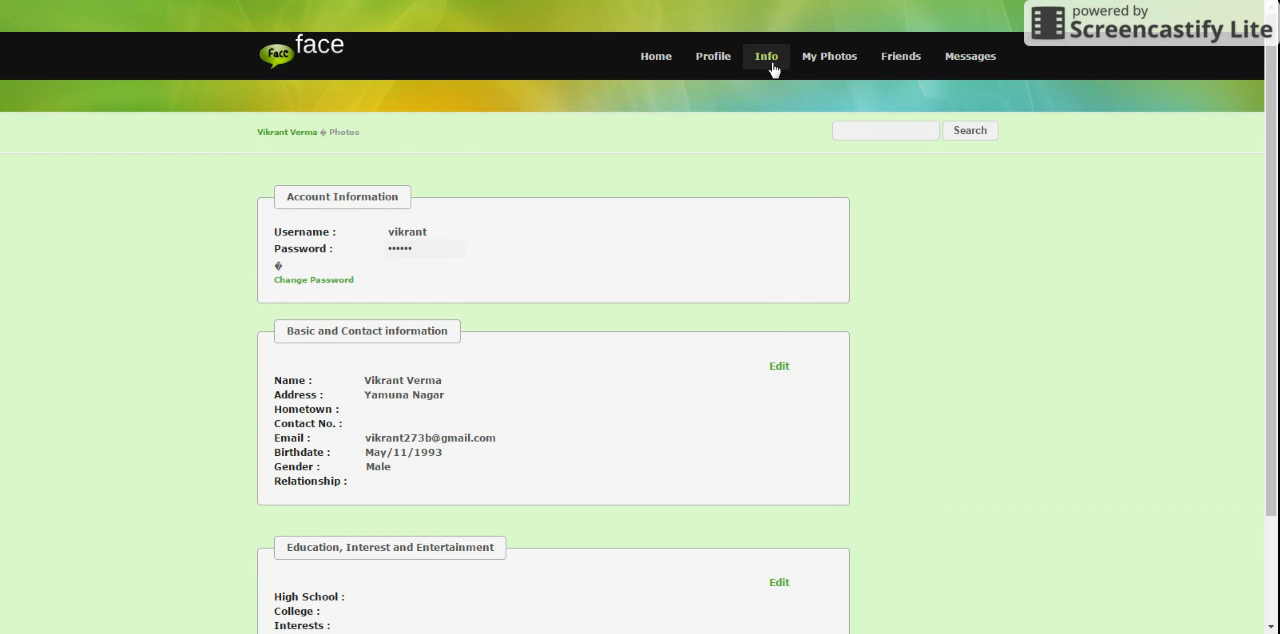 powered by
Screencastify Lite
Face face
Home Profile Info My Photos Friends Messages
Vikrant Verma � Photos Search
Account Information
Username : vikrant
Password : ••••••
�
Change Password
Basic and Contact information
Edit
Name : Vikrant Verma
Address : Yamuna Nagar
Hometown :
Contact No. :
Email : vikrant273b@gmail.com
Birthdate : May/11/1993
Gender : Male
Relationship :
Education, Interest and Entertainment
Edit
High School :
College :
Interests :